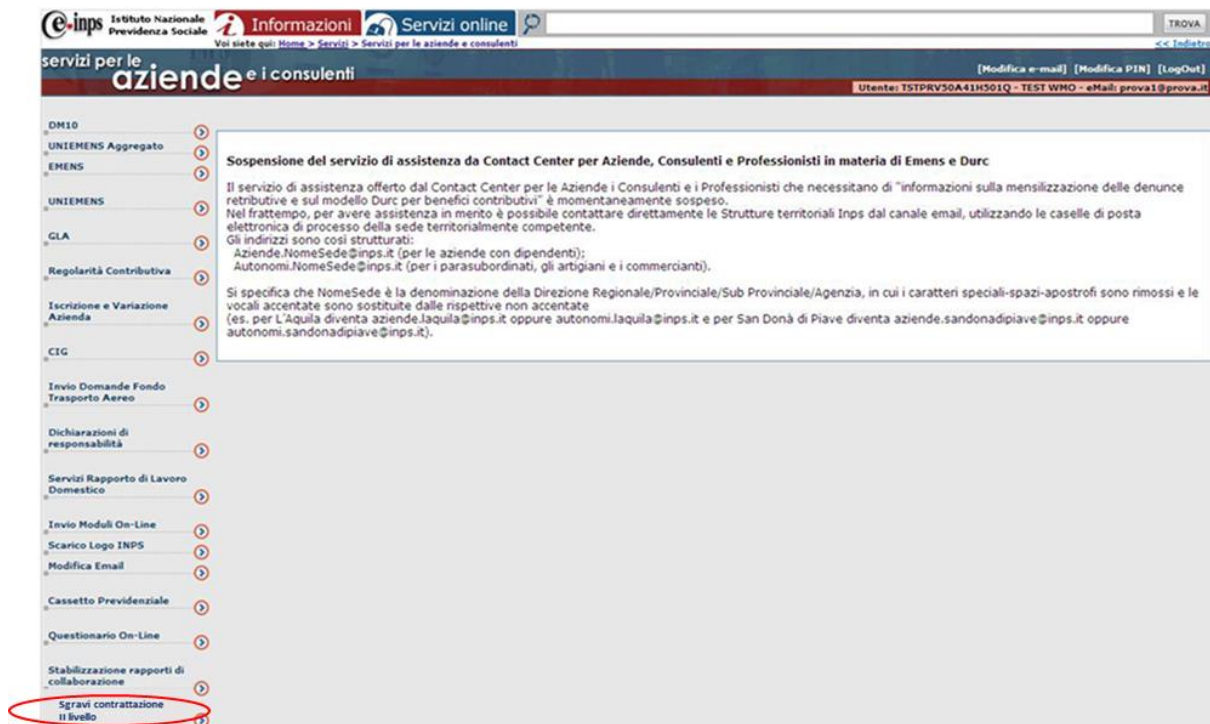 e-inps Istituto Nazionale
Previdenza Sociale
Informazioni
Servizi online
TROVA
Voi siete qui: Home > Servizi > Servizi per le aziende e consulenti
<< Indietro
servizi per le
aziende e i consulenti
[Modifica e-mail] [Modifica PIN] [LogOut]
Utente: TSTPRV50A41H501Q - TEST WMO - eMail: prova1@prova.it
DM10
UNIEMENS Aggregato
EMENS
UNIEMENS
GLA
Regolarità Contributiva
Iscrizione e Variazione
Azienda
CIG
Invio Domande Fondo
Trasporto Aereo
Dichiarazioni di
responsabilità
Servizi Rapporto di Lavoro
Domestico
Invio Moduli On-Line
Scarico Logo INPS
Modifica Email
Cassetto Previdenziale
Questionario On-Line
Stabilizzazione rapporti di
collaborazione
Sgravi contrattazione
II livello
Sospensione del servizio di assistenza da Contact Center per Aziende, Consulenti e Professionisti in materia di Emens e Durc
Il servizio di assistenza offerto dal Contact Center per le Aziende i Consulenti e i Professionisti che necessitano di "informazioni sulla mensilizzazione delle denunce
retributive e sul modello Durc per benefici contributivi" è momentaneamente sospeso.
Nel frattempo, per avere assistenza in merito è possibile contattare direttamente le Strutture territoriali Inps dal canale email, utilizzando le caselle di posta
elettronica di processo della sede territorialmente competente.
Gli indirizzi sono così strutturati:
Aziende.NomeSede@inps.it (per le aziende con dipendenti);
Autonomi.NomeSede@inps.it (per i parasubordinati, gli artigiani e i commercianti).
Si specifica che NomeSede è la denominazione della Direzione Regionale/Provinciale/Sub Provinciale/Agenzia, in cui i caratteri speciali-spazi-apostrofi sono rimossi e le
vocali accentate sono sostituite dalle rispettive non accentate
(es. per L'Aquila diventa aziende.laquila@inps.it oppure autonomi.laquila@inps.it e per San Donà di Piave diventa aziende.sandonadipiave@inps.it oppure
autonomi.sandonadipiave@inps.it).